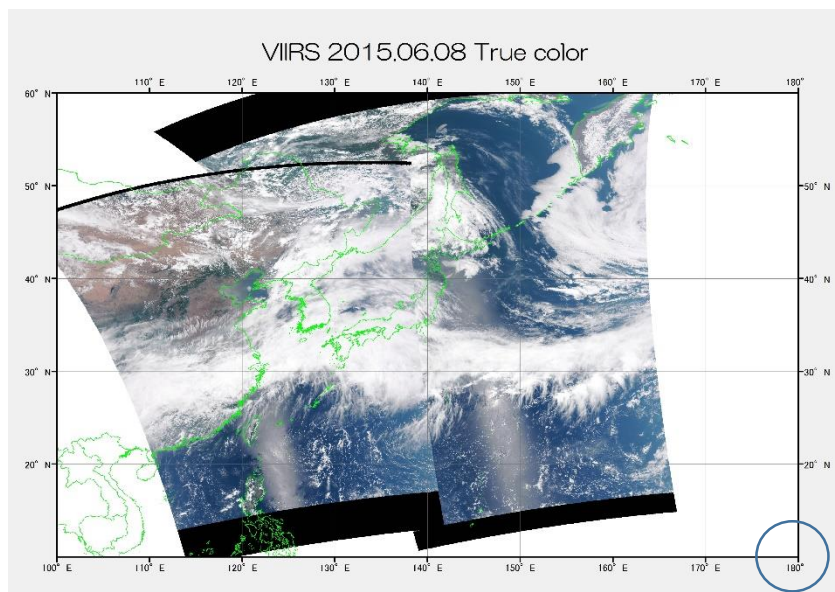 VIIRS 2015.06.08 True color
110° E 120° E 130° E 140° E 150° E 160° E 170° E 180°
60° N 60° N
50° N 50° N
40° N 40° N
30° N 30° N
20° N 20° N
100° E 110° E 120° E 130° E 140° E 150° E 160° E 170° E 180°